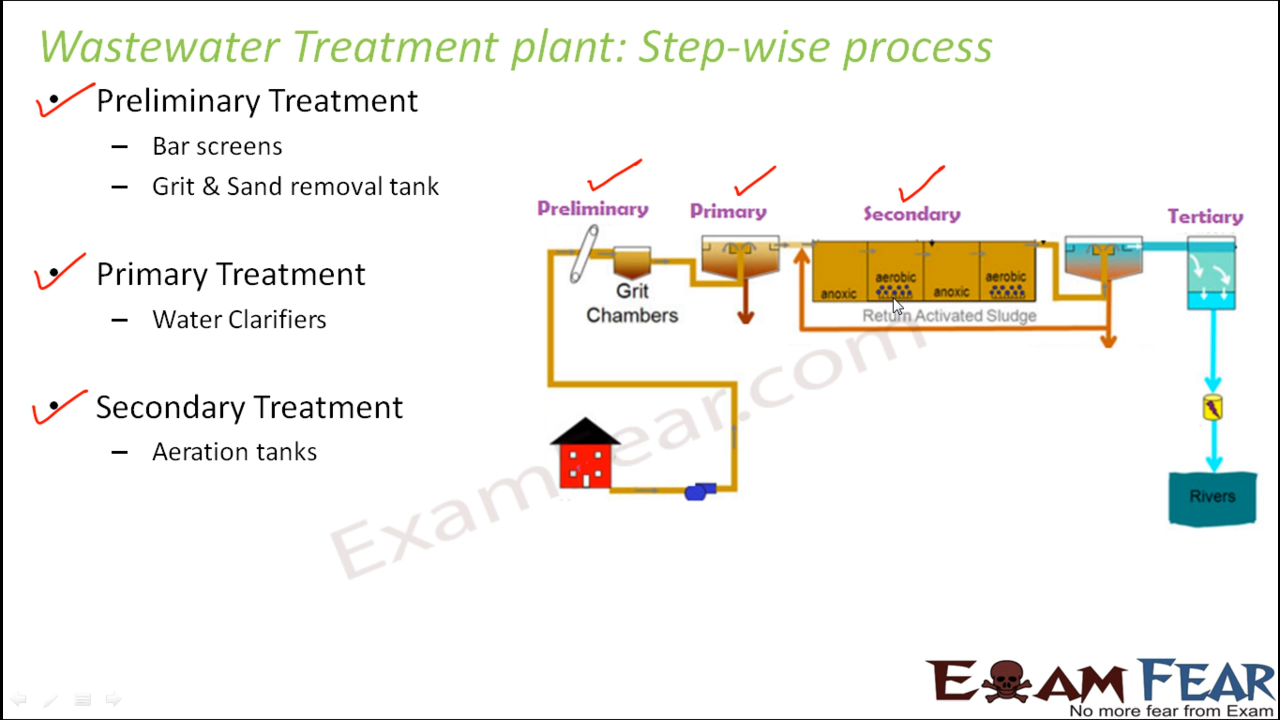 Wastewater Treatment plant: Step-wise process
• Preliminary Treatment
– Bar screens
– Grit & Sand removal tank
• Primary Treatment
– Water Clarifiers
• Secondary Treatment
– Aeration tanks
Preliminary Primary Secondary Tertiary
Grit
Chambers
anoxic aerobic anoxic aerobic
Return Activated Sludge
Rivers
ExamFear.com
EXAM FEAR
No more fear from Exam